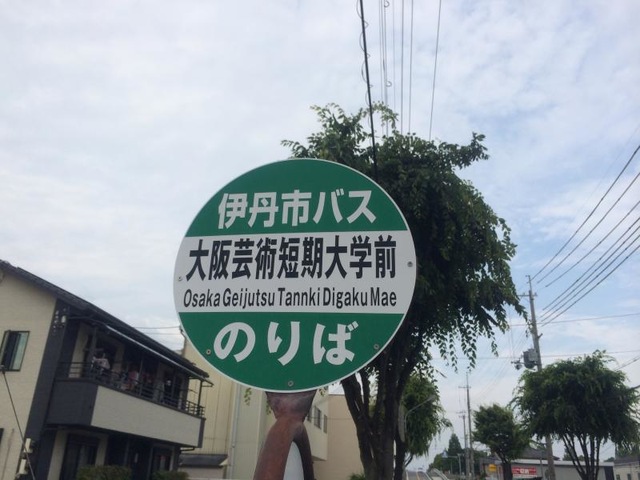 伊丹市バス
大阪芸術短期大学前
Osaka Geijutsu Tannki Digaku Mae
のりば